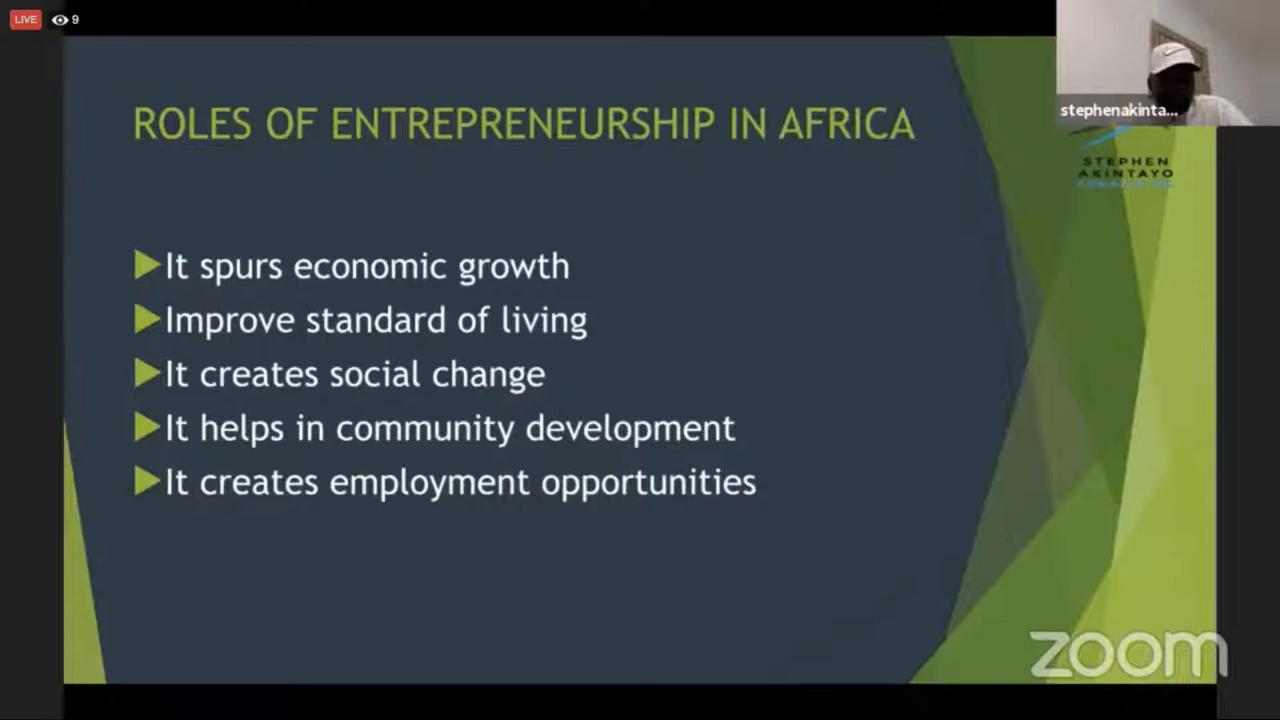 LIVE 9
stephenakinta...
ROLES OF ENTREPRENEURSHIP IN AFRICA
STEPHEN
AKINTAYO
It spurs economic growth
Improve standard of living
It creates social change
It helps in community development
It creates employment opportunities
zoom